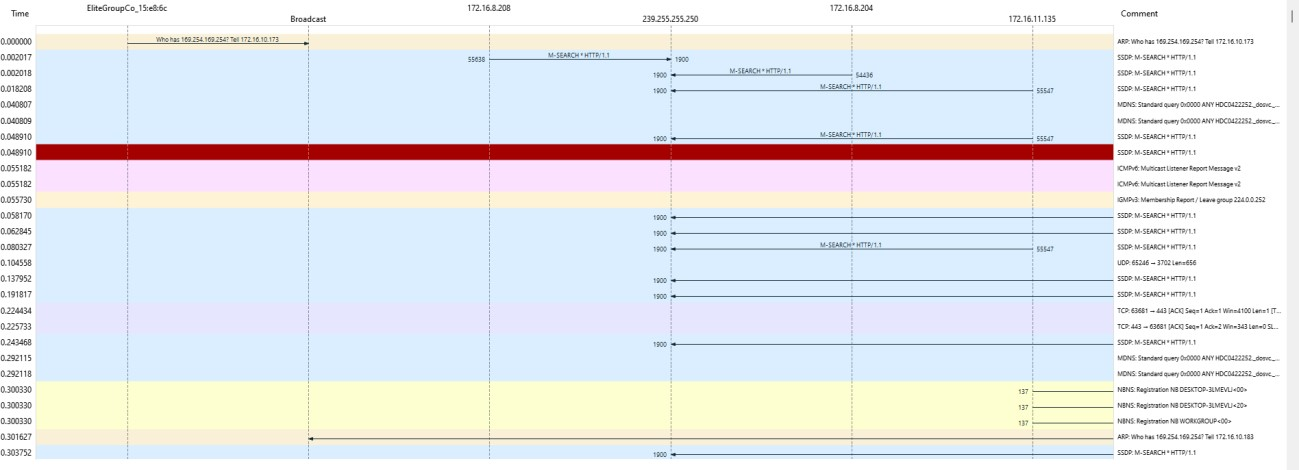 Time EliteGroupCo_15:e8:6c Broadcast 172.16.8.208 239.255.255.250 172.16.8.204 172.16.11.135 Comment
0.000000 Who has 169.254.169.254? Tell 172.16.10.173 ARP: Who has 169.254.169.254? Tell 172.16.10.173
0.002017 55638 M-SEARCH * HTTP/1.1 1900 SSDP: M-SEARCH * HTTP/1.1
0.002018 1900 M-SEARCH * HTTP/1.1 54436 SSDP: M-SEARCH * HTTP/1.1
0.018208 1900 M-SEARCH * HTTP/1.1 55547 SSDP: M-SEARCH * HTTP/1.1
0.040807 MDNS: Standard query 0x0000 ANY HDC0422252._dosvc._...
0.040809 MDNS: Standard query 0x0000 ANY HDC0422252._dosvc._...
0.048910 1900 M-SEARCH * HTTP/1.1 55547 SSDP: M-SEARCH * HTTP/1.1
0.048910 SSDP: M-SEARCH * HTTP/1.1
0.055182 ICMPv6: Multicast Listener Report Message v2
0.055182 ICMPv6: Multicast Listener Report Message v2
0.055730 IGMPv3: Membership Report / Leave group 224.0.0.252
0.058170 1900 SSDP: M-SEARCH * HTTP/1.1
0.062845 1900 SSDP: M-SEARCH * HTTP/1.1
0.080327 1900 M-SEARCH * HTTP/1.1 55547 SSDP: M-SEARCH * HTTP/1.1
0.104558 UDP: 65246 → 3702 Len=656
0.137952 1900 SSDP: M-SEARCH * HTTP/1.1
0.191817 1900 SSDP: M-SEARCH * HTTP/1.1
0.224434 TCP: 63681 → 443 [ACK] Seq=1 Ack=1 Win=4100 Len=1 [T...
0.225733 TCP: 443 → 63681 [ACK] Seq=1 Ack=2 Win=343 Len=0 SL...
0.243468 1900 SSDP: M-SEARCH * HTTP/1.1
0.292115 MDNS: Standard query 0x0000 ANY HDC0422252._dosvc._...
0.292118 MDNS: Standard query 0x0000 ANY HDC0422252._dosvc._...
0.300330 137 NBNS: Registration NB DESKTOP-3LMEVLJ<00>
0.300330 137 NBNS: Registration NB DESKTOP-3LMEVLJ<20>
0.300330 137 NBNS: Registration NB WORKGROUP<00>
0.301627 ARP: Who has 169.254.169.254? Tell 172.16.10.183
0.303752 1900 SSDP: M-SEARCH * HTTP/1.1